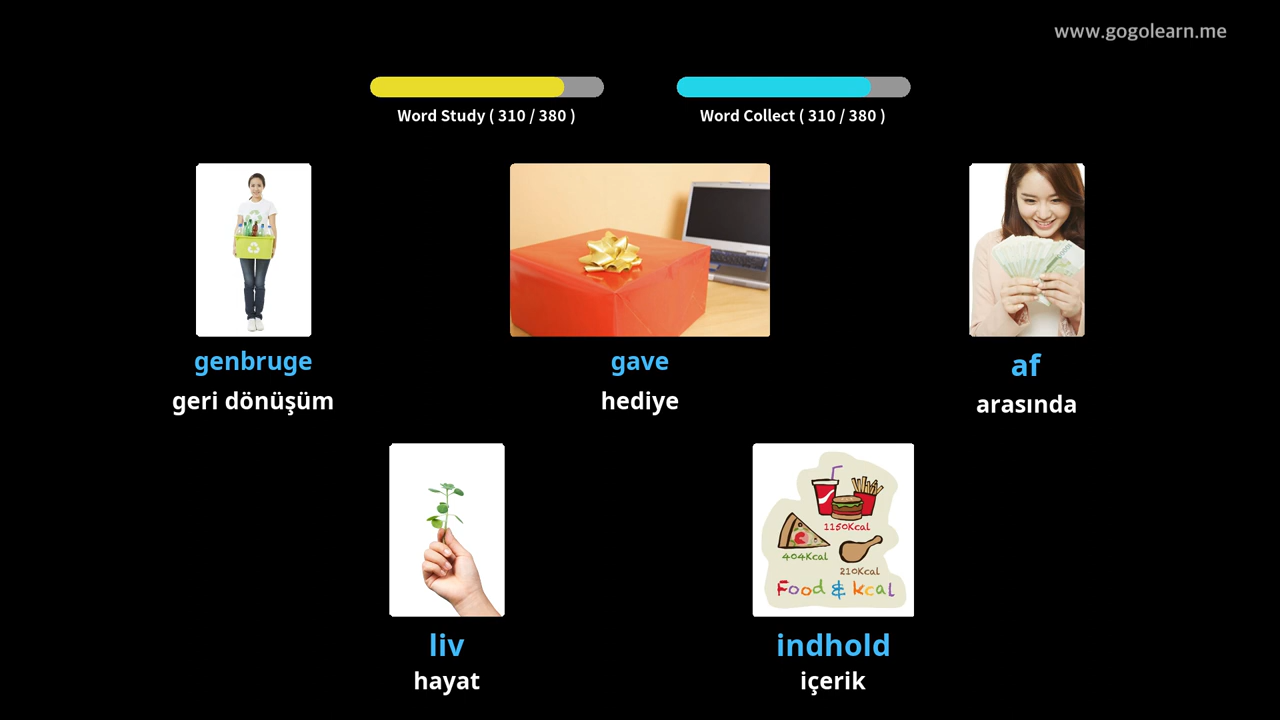 www.gogolearn.me
Word Study ( 310 / 380 )
Word Collect ( 310 / 380 )
genbruge
geri dönüşüm
gave
hediye
af
arasında
liv
hayat
1150Kcal
404Kcal
210Kcal
Food & kcal
indhold
içerik